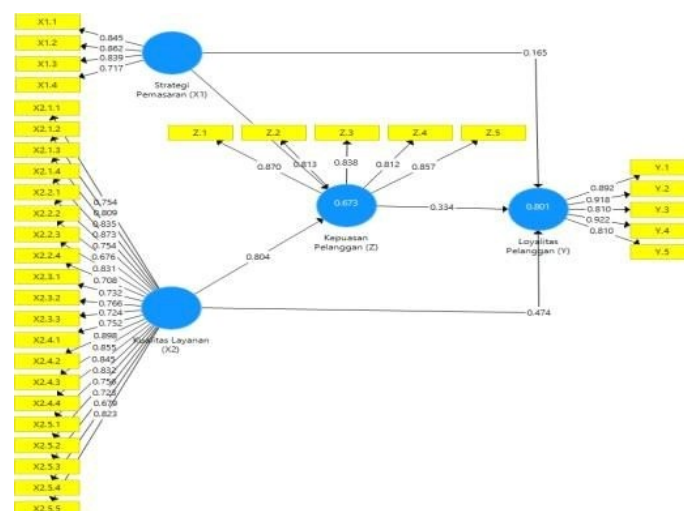 X1.1
X1.2
X1.3
X1.4
0.845
0.862
0.839
0.717
Strategi
Pemasaran (X1)
0.165
X2.1.1
X2.1.2
X2.1.3
X2.1.4
X2.2.1
X2.2.2
X2.2.3
X2.2.4
X2.3.1
X2.3.2
X2.3.3
X2.4.1
X2.4.2
X2.4.3
X2.4.4
X2.5.1
X2.5.2
X2.5.3
X2.5.4
X2.5.5
0.754
0.809
0.835
0.873
0.754
0.676
0.831
0.708
0.732
0.766
0.724
0.752
0.898
0.855
0.845
0.832
0.756
0.679
0.823
Kualitas Layanan
(X2)
Z.1
Z.2
Z.3
Z.4
Z.5
0.870
0.813
0.838
0.812
0.857
0.673
Kepuasan
Pelanggan (Z)
0.804
0.334
0.474
0.801
Loyalitas
Pelanggan (Y)
0.892
0.918
0.810
0.922
0.810
Y.1
Y.2
Y.3
Y.4
Y.5